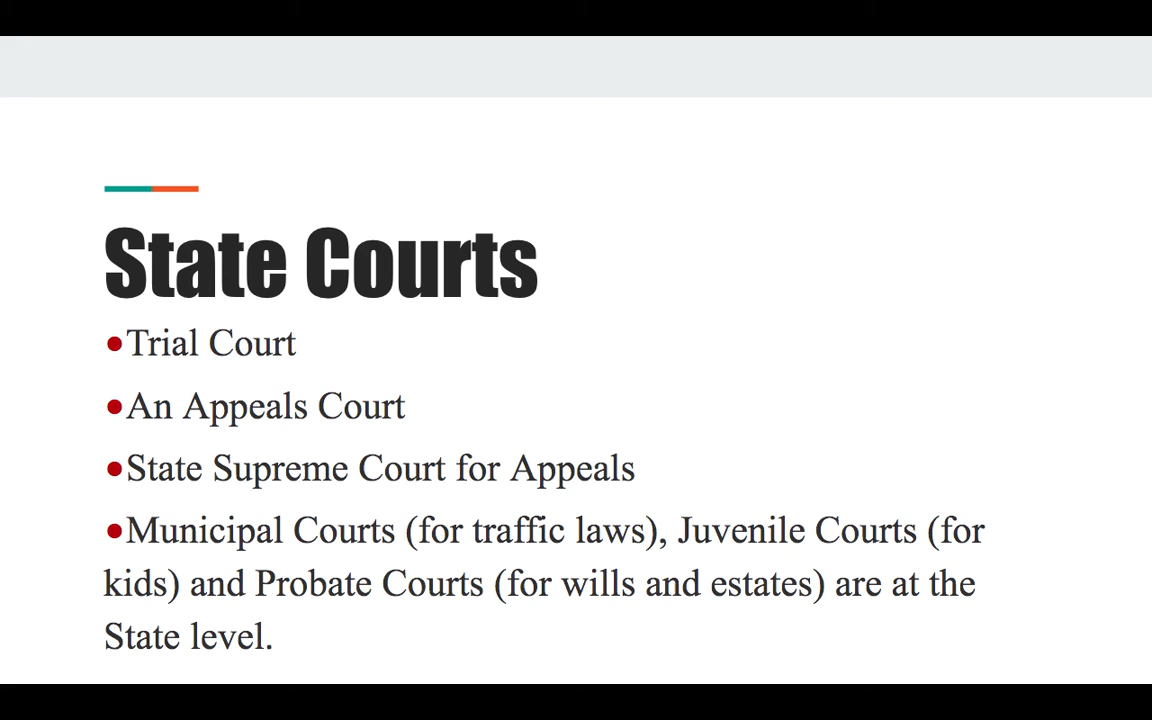 State Courts
•Trial Court
•An Appeals Court
•State Supreme Court for Appeals
•Municipal Courts (for traffic laws), Juvenile Courts (for
kids) and Probate Courts (for wills and estates) are at the
State level.